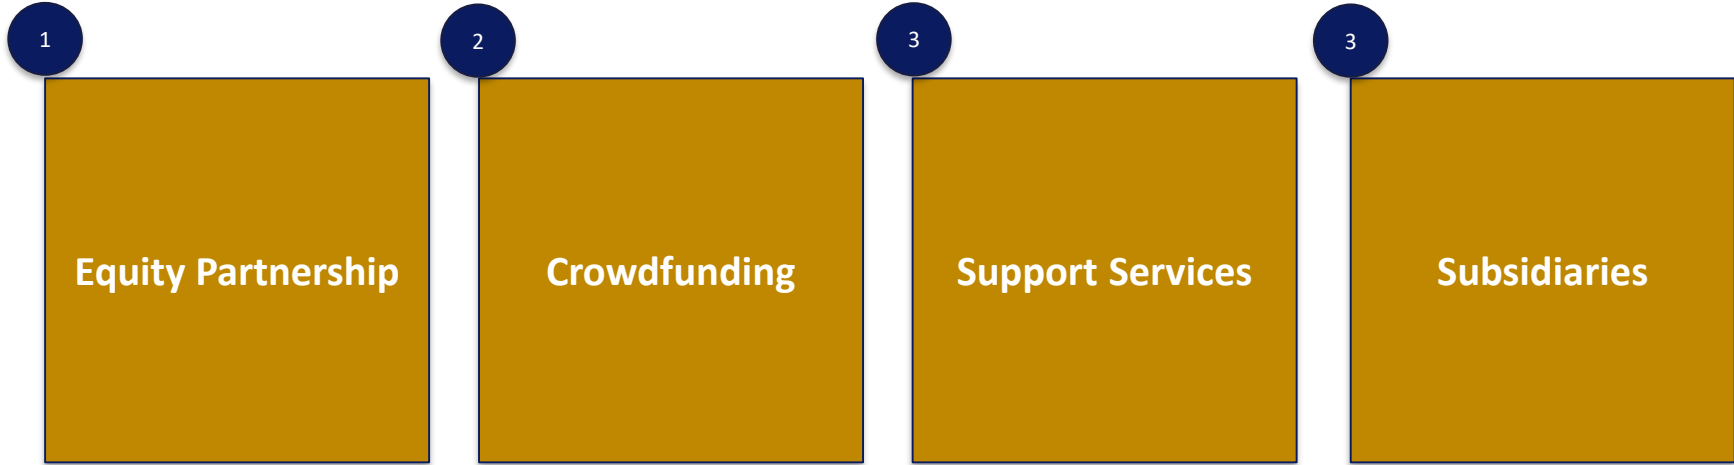 1
2
3
3
Equity Partnership
Crowdfunding
Support Services
Subsidiaries